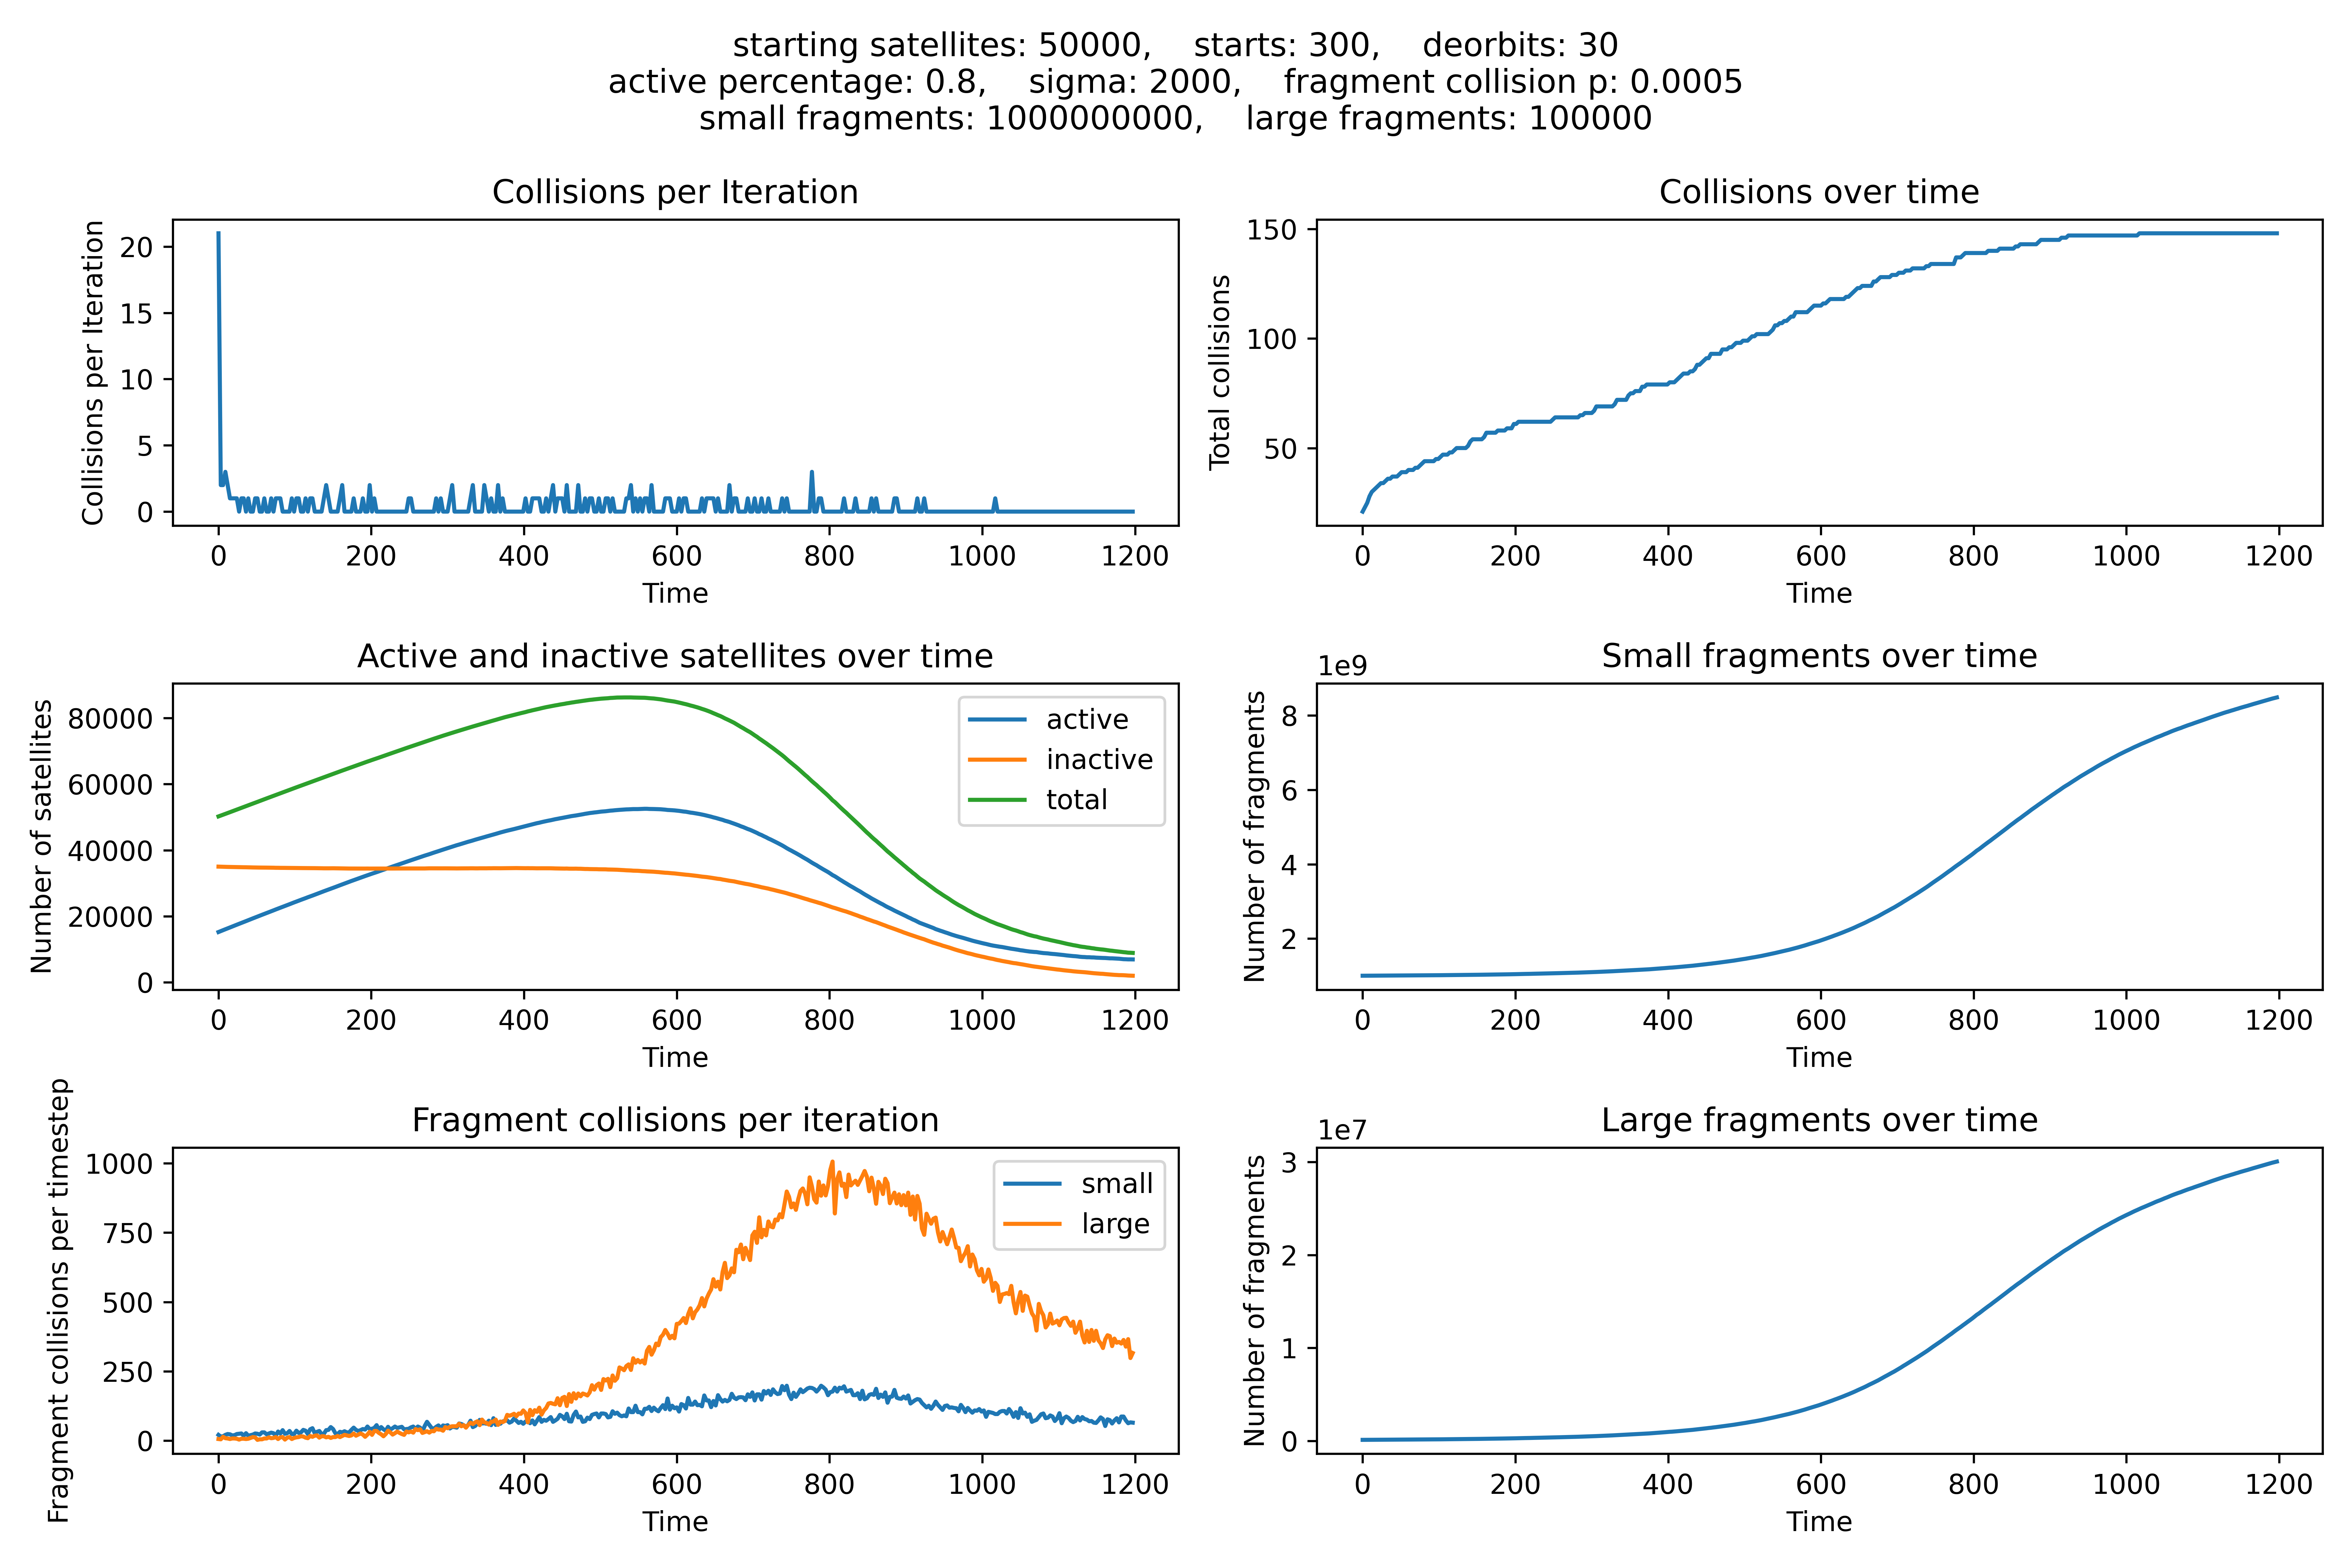 starting satellites: 50000,    starts: 300,    deorbits: 30
active percentage: 0.8,    sigma: 2000,    fragment collision p: 0.0005
small fragments: 1000000000,    large fragments: 100000
Collisions per Iteration
Collisions per Iteration
20
15
10
5
0
0 200 400 600 800 1000 1200
Time
Collisions over time
Total collisions
150
100
50
0 200 400 600 800 1000 1200
Time
Active and inactive satellites over time
Number of satellites
80000
60000
40000
20000
0
active
inactive
total
0 200 400 600 800 1000 1200
Time
Small fragments over time
1e9
Number of fragments
8
6
4
2
0 200 400 600 800 1000 1200
Time
Fragment collisions per iteration
Fragment collisions per timestep
1000
750
500
250
0
small
large
0 200 400 600 800 1000 1200
Time
Large fragments over time
1e7
Number of fragments
3
2
1
0
0 200 400 600 800 1000 1200
Time